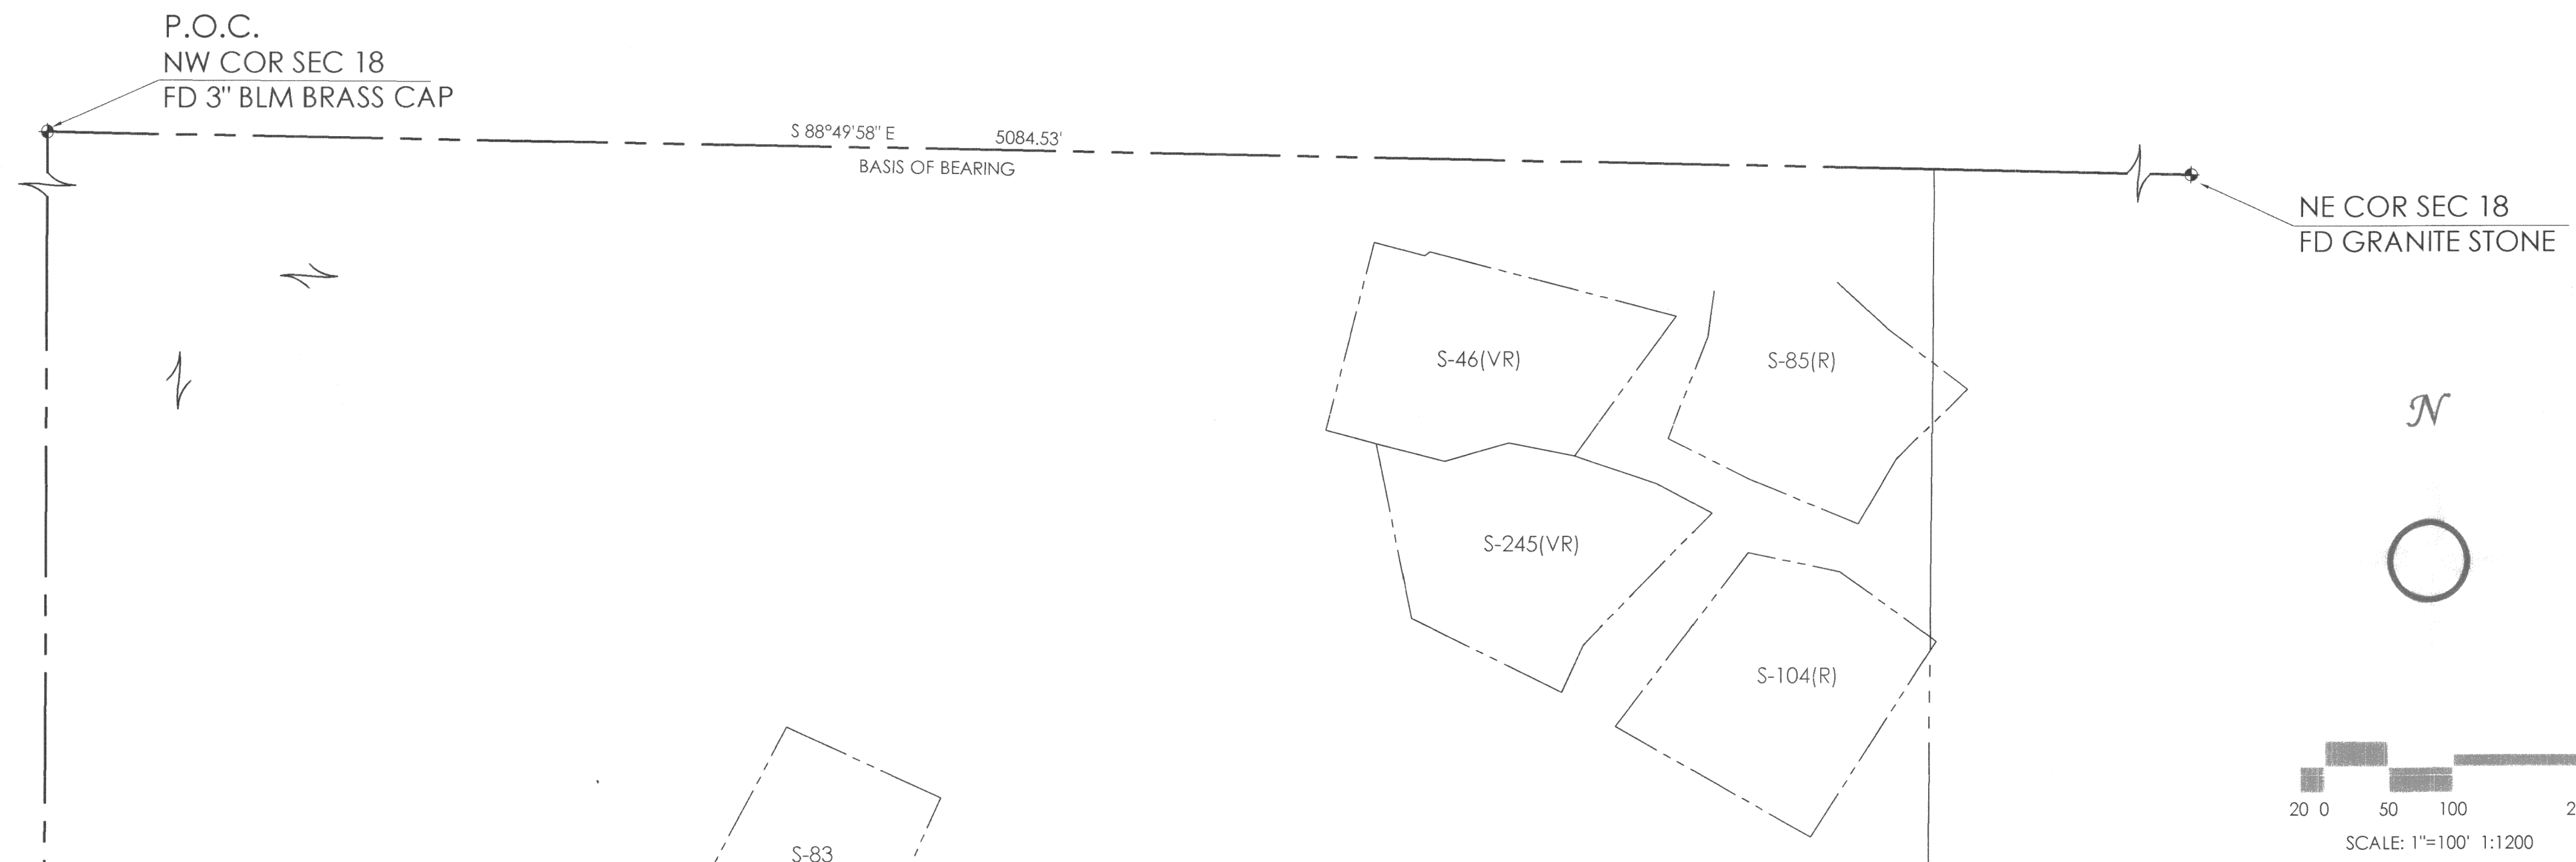 P.O.C.
NW COR SEC 18
FD 3" BLM BRASS CAP
S 88°49'58" E 5084.53'
BASIS OF BEARING
NE COR SEC 18
FD GRANITE STONE
S-46(VR)
S-85(R)
N
S-245(VR)
S-104(R)
S-83
20 0 50 100 2
SCALE: 1"=100' 1:1200